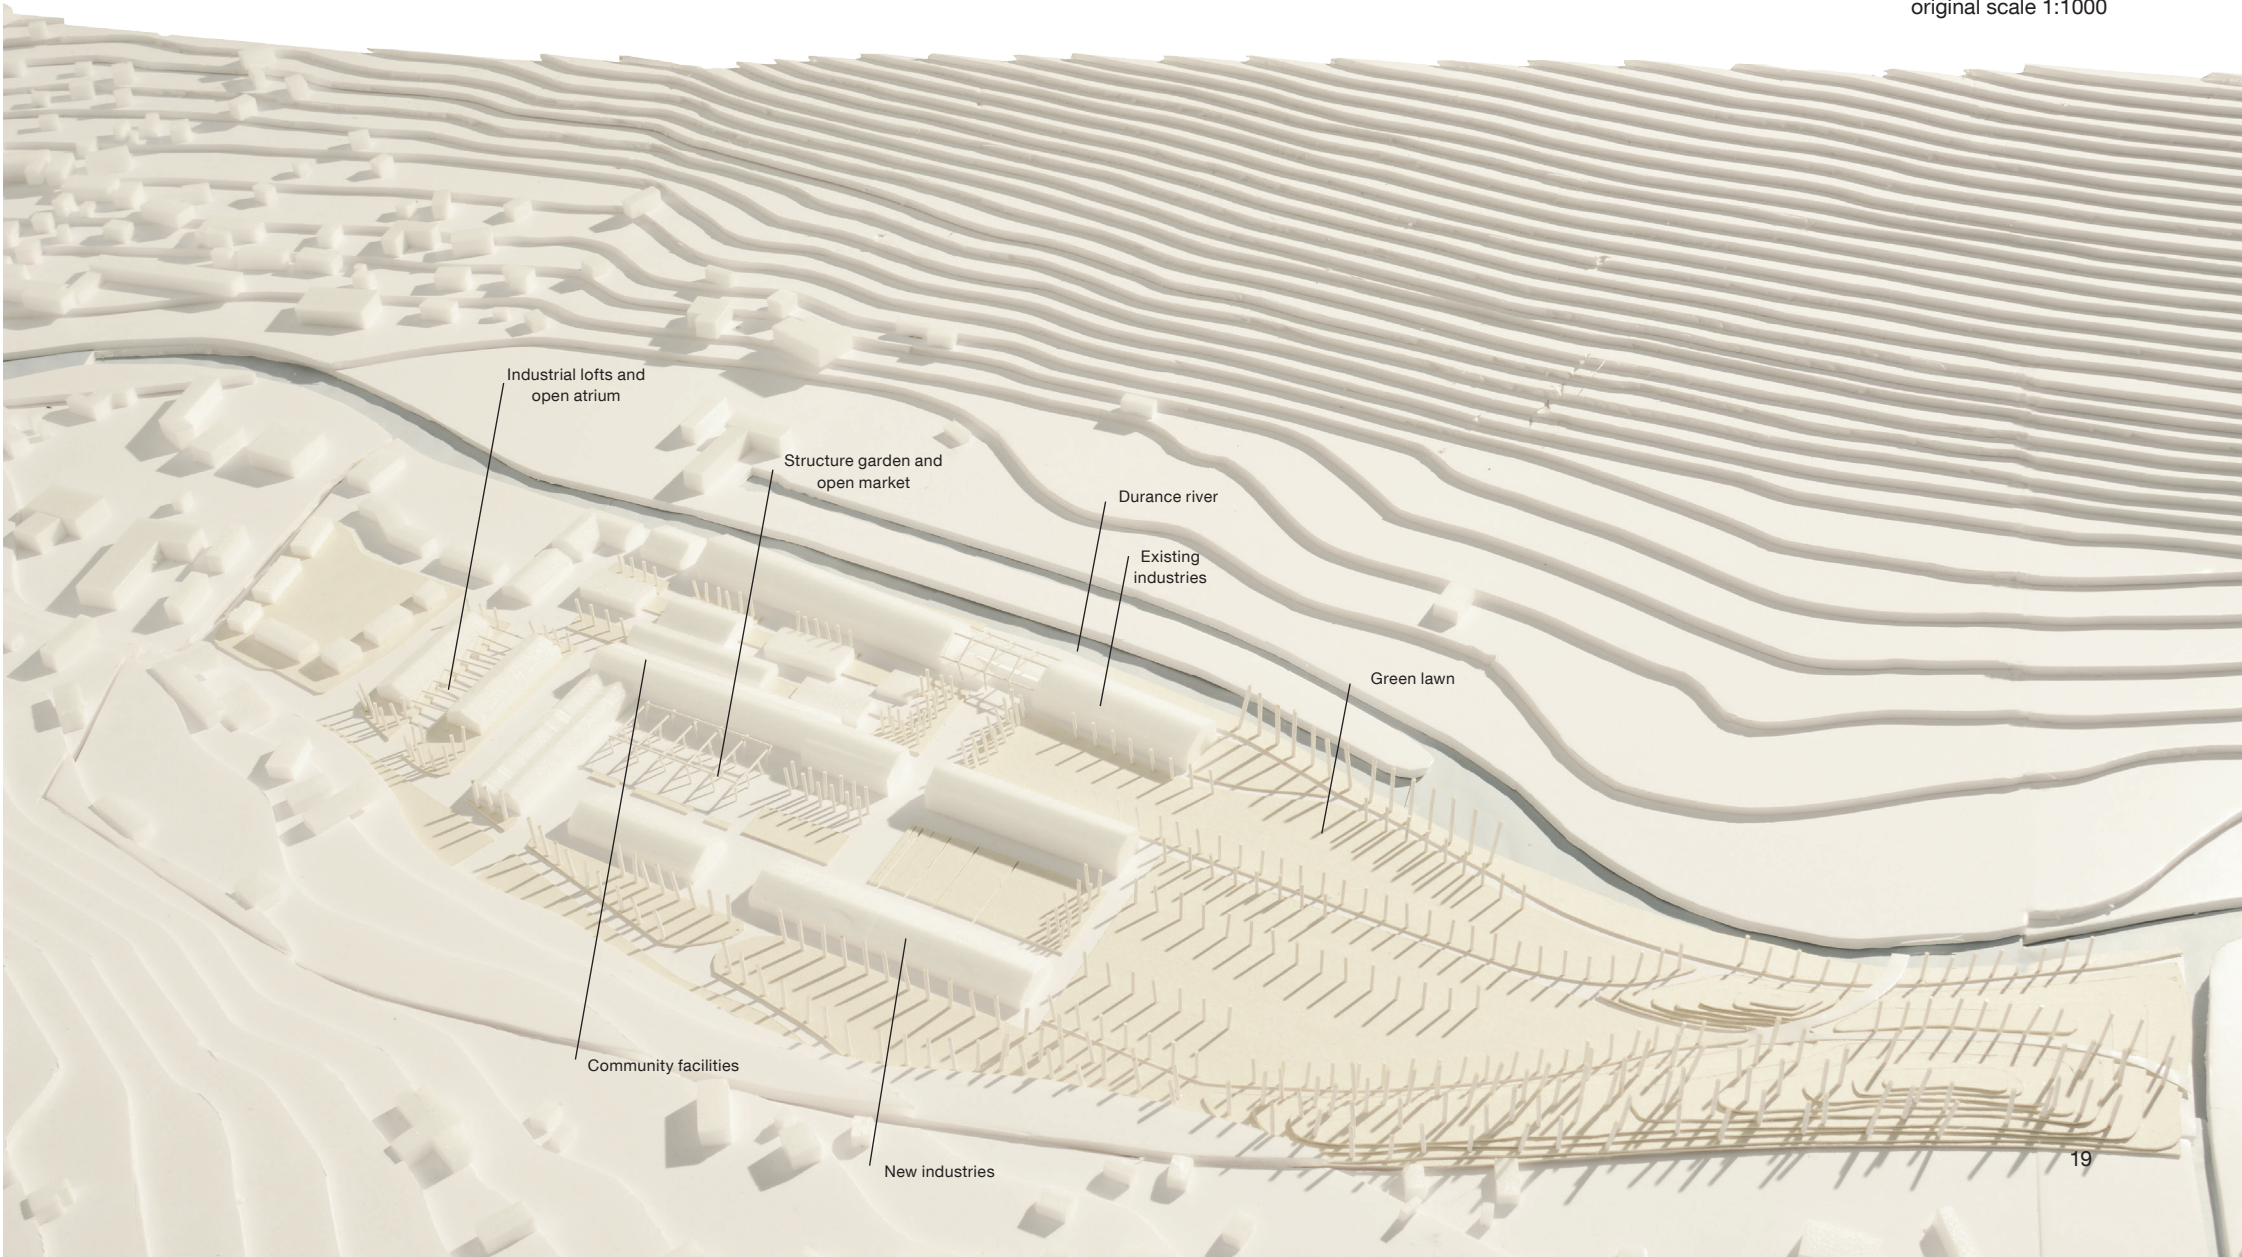 original scale 1:1000
Industrial lofts and
open atrium
Structure garden and
open market
Durance river
Existing
industries
Green lawn
Community facilities
New industries
19